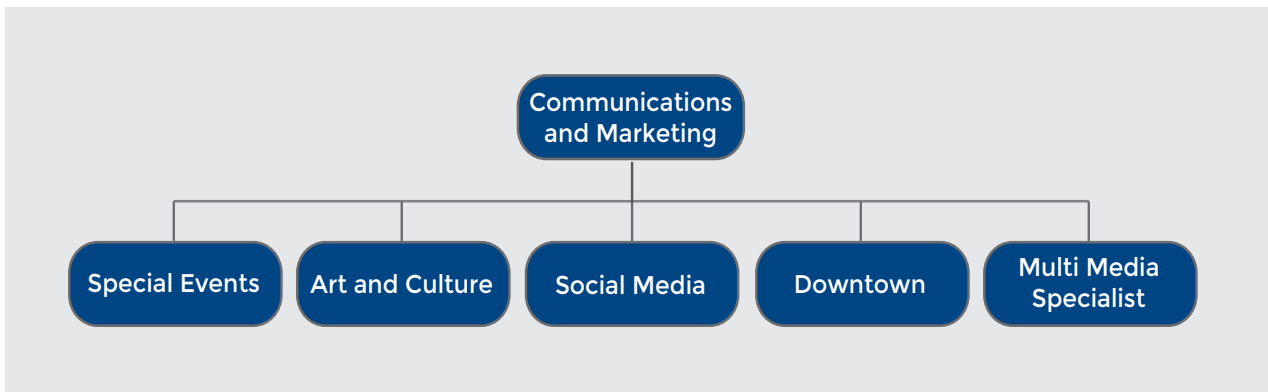 Communications
and Marketing
Special Events
Art and Culture
Social Media
Downtown
Multi Media
Specialist